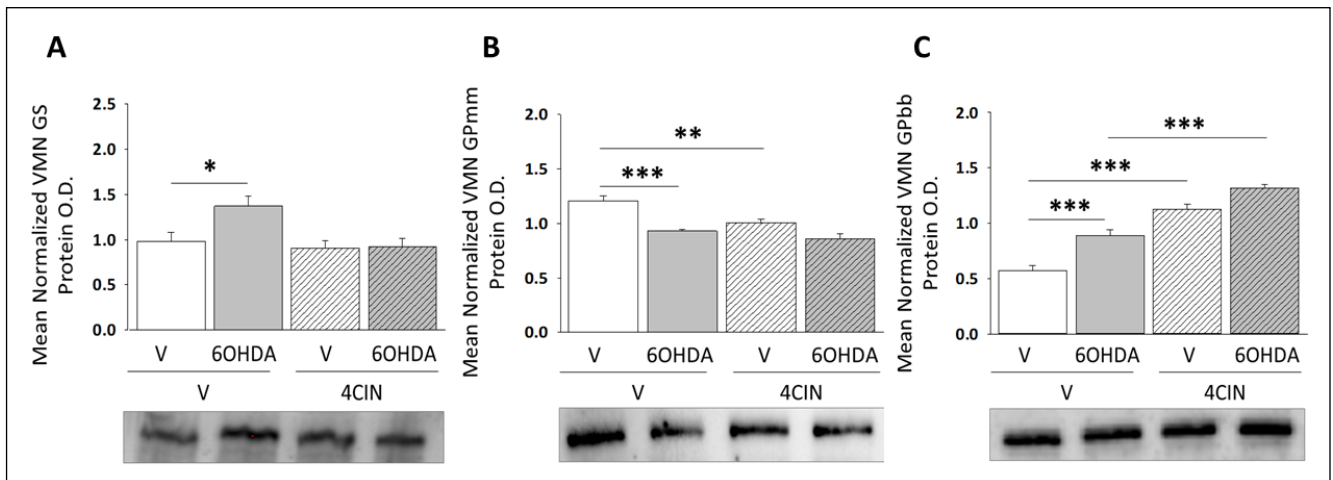 A
Mean Normalized VMN GS
Protein O.D.
2.5
2.0
1.5
1.0
0.5
0.0
*
V 6OHDA V 6OHDA
V 4CIN
B
Mean Normalized VMN GPmm
Protein O.D.
2.0
1.5
1.0
0.5
0.0
**
***
V 6OHDA V 6OHDA
V 4CIN
C
Mean Normalized VMN GPbb
Protein O.D.
2.0
1.5
1.0
0.5
0.0
***
***
***
V 6OHDA V 6OHDA
V 4CIN